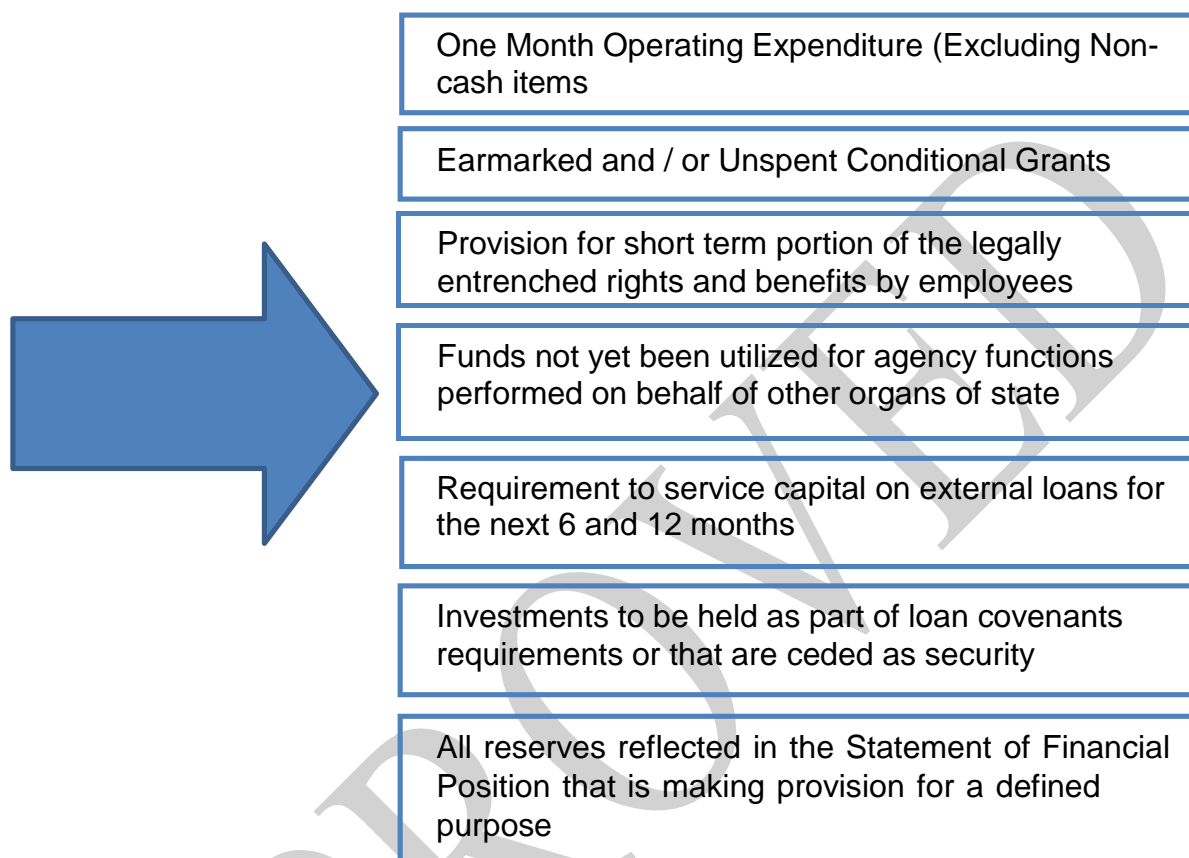 One Month Operating Expenditure (Excluding Non-
cash items
Earmarked and / or Unspent Conditional Grants
Provision for short term portion of the legally
entrenched rights and benefits by employees
Funds not yet been utilized for agency functions
performed on behalf of other organs of state
Requirement to service capital on external loans for
the next 6 and 12 months
Investments to be held as part of loan covenants
requirements or that are ceded as security
All reserves reflected in the Statement of Financial
Position that is making provision for a defined
purpose
ROVED